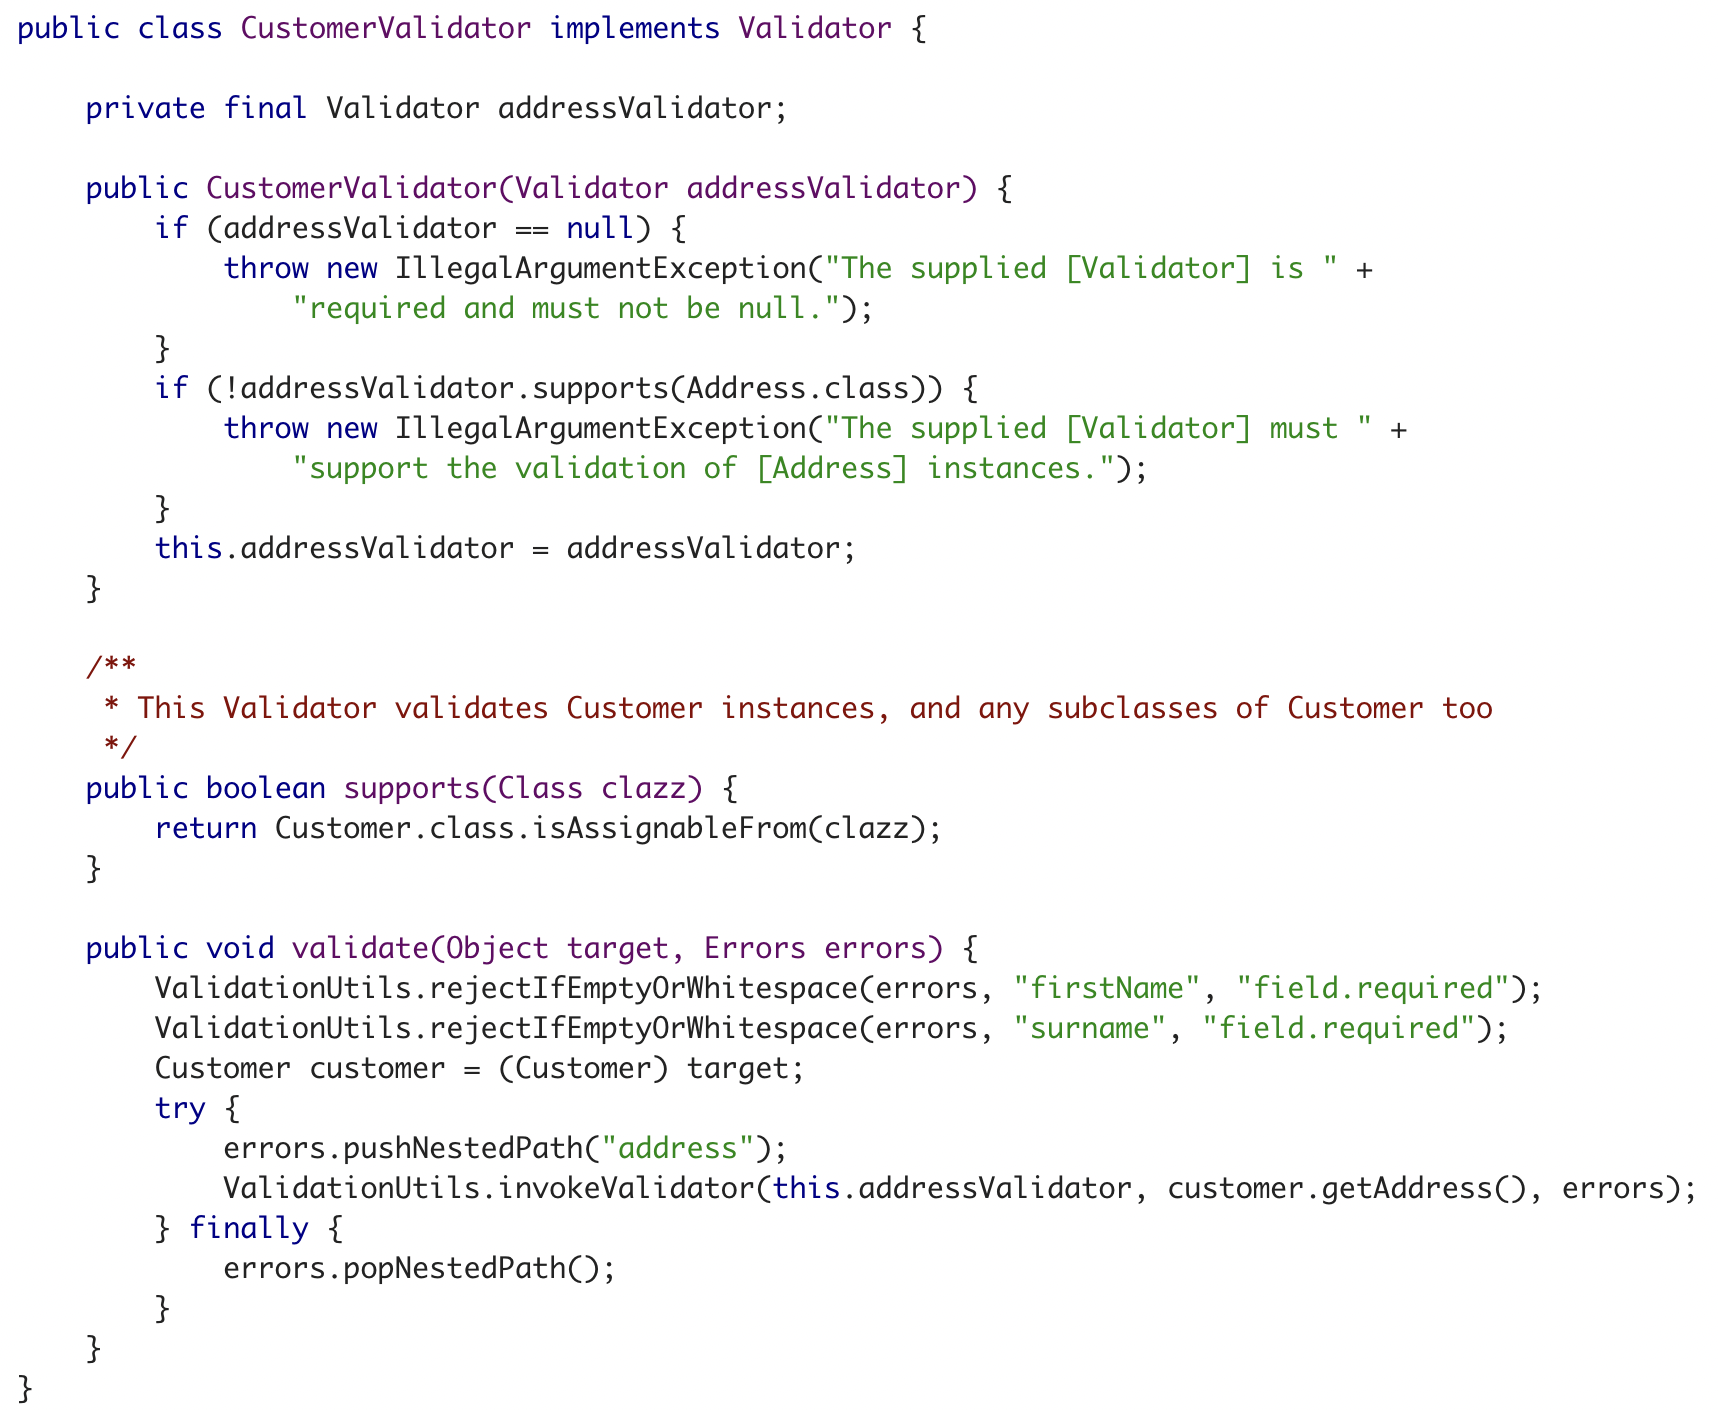 public class CustomerValidator implements Validator {

    private final Validator addressValidator;

    public CustomerValidator(Validator addressValidator) {
        if (addressValidator == null) {
            throw new IllegalArgumentException("The supplied [Validator] is " +
                "required and must not be null.");
        }
        if (!addressValidator.supports(Address.class)) {
            throw new IllegalArgumentException("The supplied [Validator] must " +
                "support the validation of [Address] instances.");
        }
        this.addressValidator = addressValidator;
    }

    /**
     * This Validator validates Customer instances, and any subclasses of Customer too
     */
    public boolean supports(Class clazz) {
        return Customer.class.isAssignableFrom(clazz);
    }

    public void validate(Object target, Errors errors) {
        ValidationUtils.rejectIfEmptyOrWhitespace(errors, "firstName", "field.required");
        ValidationUtils.rejectIfEmptyOrWhitespace(errors, "surname", "field.required");
        Customer customer = (Customer) target;
        try {
            errors.pushNestedPath("address");
            ValidationUtils.invokeValidator(this.addressValidator, customer.getAddress(), errors);
        } finally {
            errors.popNestedPath();
        }
    }
}